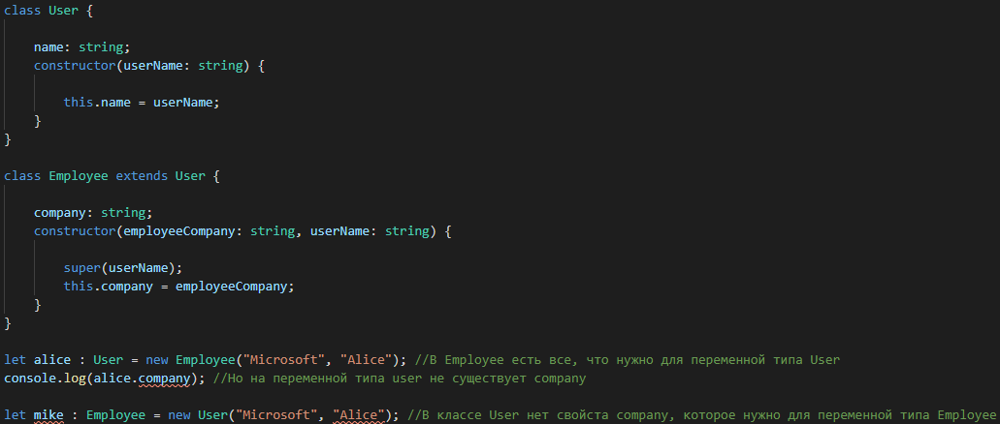 class User {
name: string;
constructor(userName: string) {
this.name = userName;
}
}
class Employee extends User {
company: string;
constructor(employeeCompany: string, userName: string) {
super(userName);
this.company = employeeCompany;
}
}
let alice : User = new Employee("Microsoft", "Alice"); //В Employee есть все, что нужно для переменной типа User
console.log(alice.company); //Но на переменной типа user не существует company
let mike : Employee = new User("Microsoft", "Alice"); //В классе User нет свойста company, которое нужно для переменной типа Employee